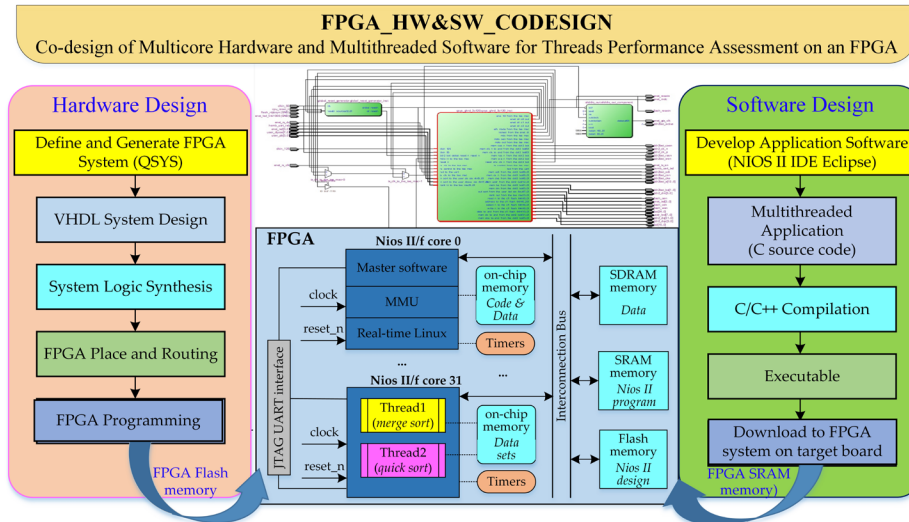 FPGA_HW&SW_CODESIGN
Co-design of Multicore Hardware and Multithreaded Software for Threads Performance Assessment on an FPGA
Hardware Design
Define and Generate FPGA
System (QSYS)
VHDL System Design
System Logic Synthesis
FPGA Place and Routing
FPGA Programming
FPGA Flash
memory
FPGA
Nios II/f core 0
Master software
MMU
Real-time Linux
clock
reset_n
on-chip
memory
Code &
Data
Timers
...
...
JTAG UART interface
Nios II/f core 31
Thread1
(merge sort)
Thread2
(quick sort)
clock
reset_n
on-chip
memory
Data
sets
Timers
Interconnection Bus
SDRAM
memory
Data
SRAM
memory
Nios II
program
Flash
memory
Nios II
design
Software Design
Develop Application Software
(NIOS II IDE Eclipse)
Multithreaded
Application
(C source code)
C/C++ Compilation
Executable
Download to FPGA
system on target board
FPGA SRAM
memory)